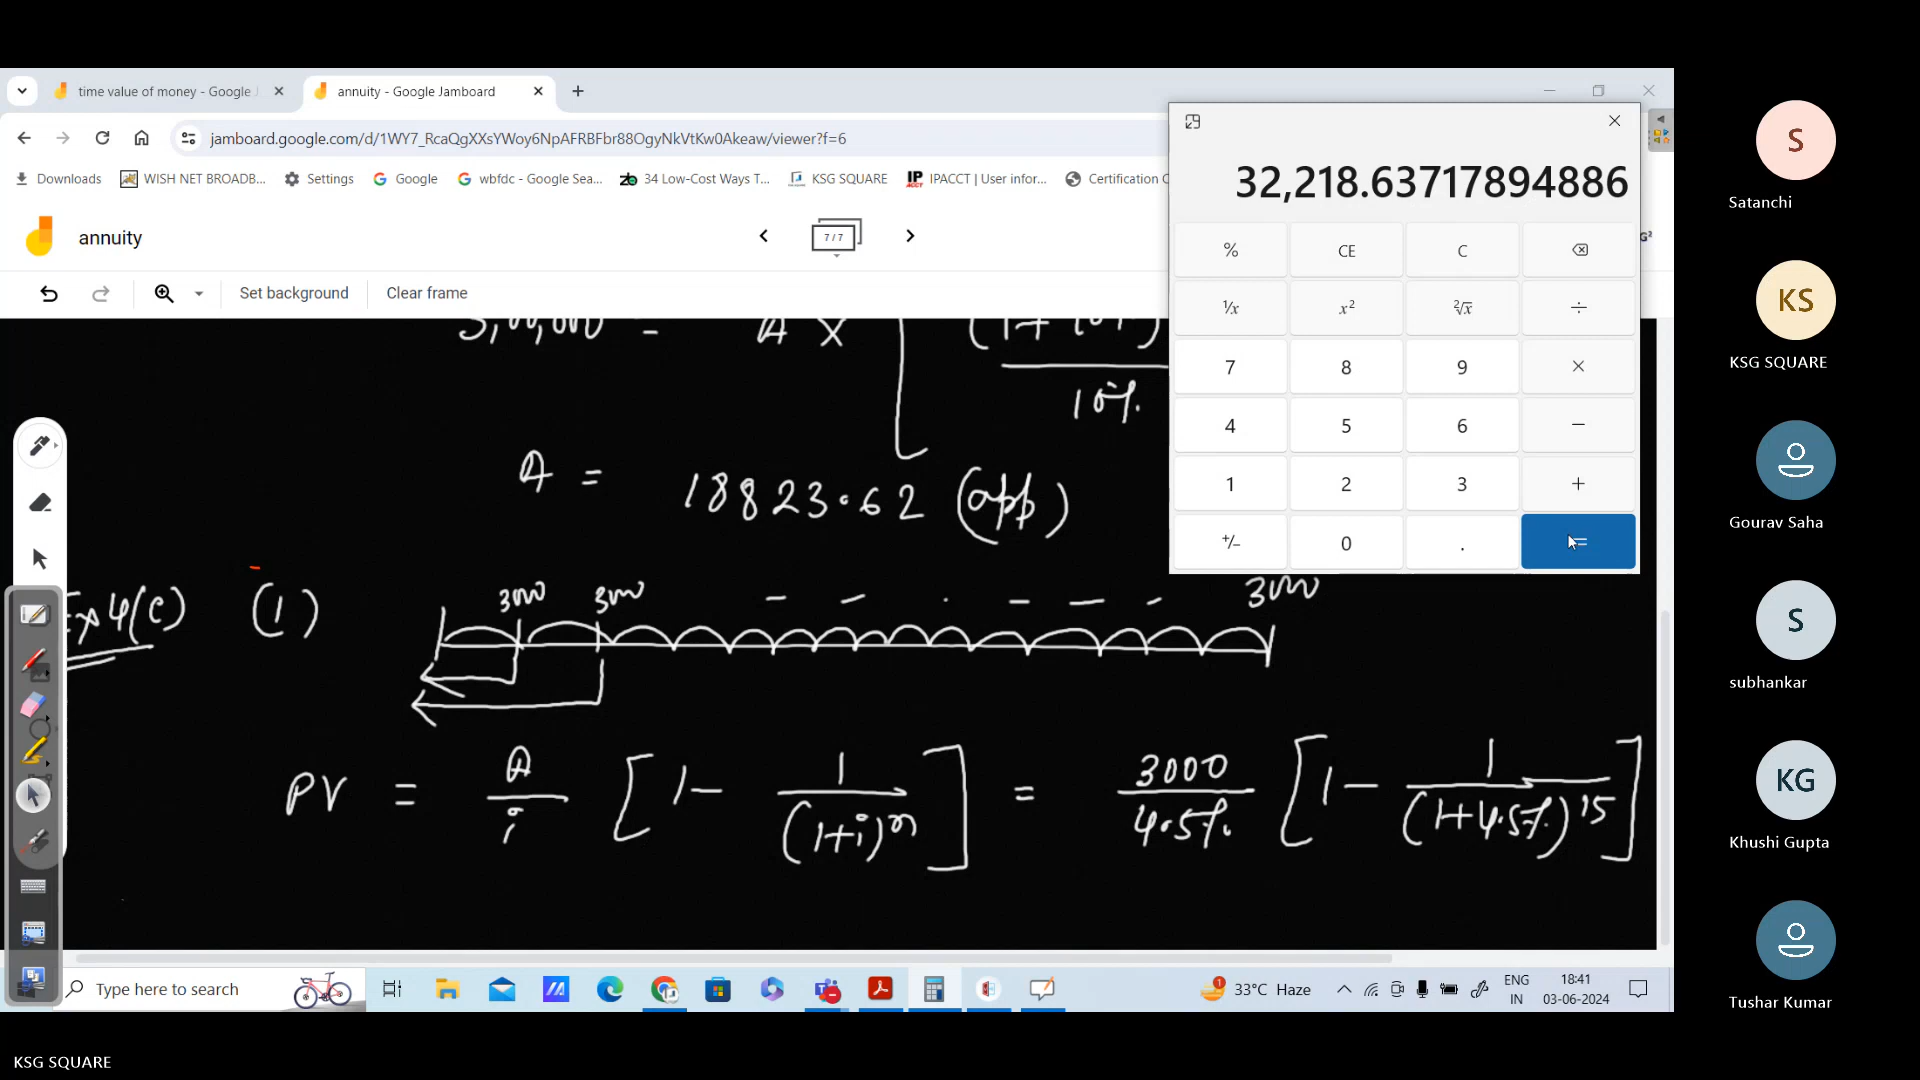 time value of money - Google J
annuity - Google Jamboard
jamboard.google.com/d/1WY7_RcaQgXXsYWoy6NpAFRBFbr88OgyNkVtKw0Akeaw/viewer?f=6
Downloads WISH NET BROADB... Settings Google wbfdc - Google Sea... 34 Low-Cost Ways T... KSG SQUARE IPACCT | User infor... Certification C
annuity
7 / 7
Set background Clear frame
32,218.63717894886
% CE C
¹/x x² ²√x ÷
7 8 9 ×
4 5 6 −
1 2 3 +
+/− 0 . =
3,00,000 = A X [ (1+10%)
10%
A = 18823.62 (app)
Ex 4(C) (1) 3000 3000 - - . - - - 3000
PV = A/i [1 - 1/(1+i)^n] = 3000/4.5% [1 - 1/(1+4.5%)^15]
Type here to search
33°C Haze
ENG
IN
18:41
03-06-2024
S
Satanchi
KS
KSG SQUARE
Gourav Saha
S
subhankar
KG
Khushi Gupta
Tushar Kumar
KSG SQUARE